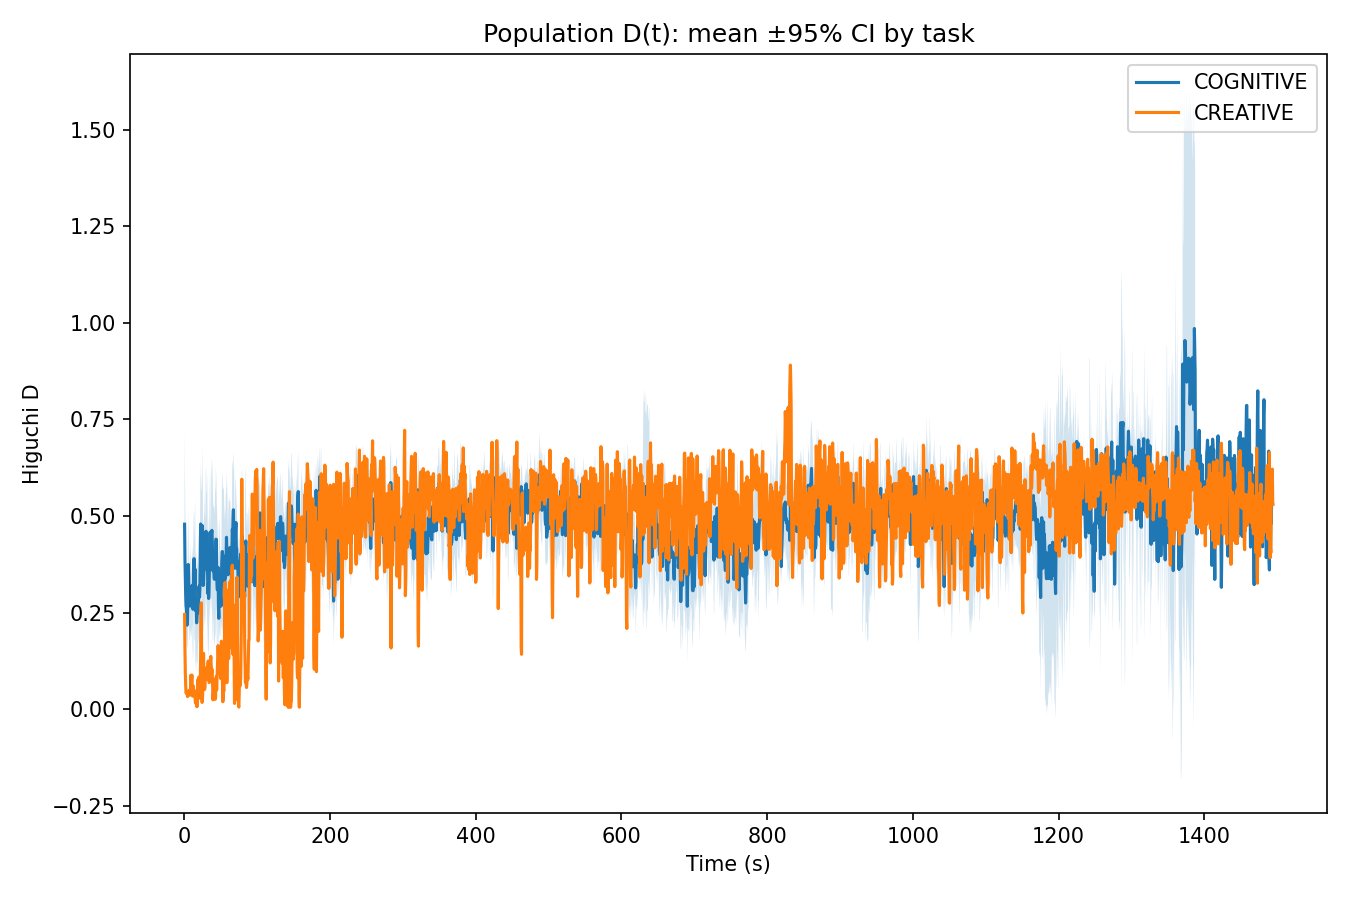 Population D(t): mean ±95% CI by task
COGNITIVE
CREATIVE
1.50
1.25
1.00
0.75
0.50
0.25
0.00
−0.25
Higuchi D
0 200 400 600 800 1000 1200 1400
Time (s)